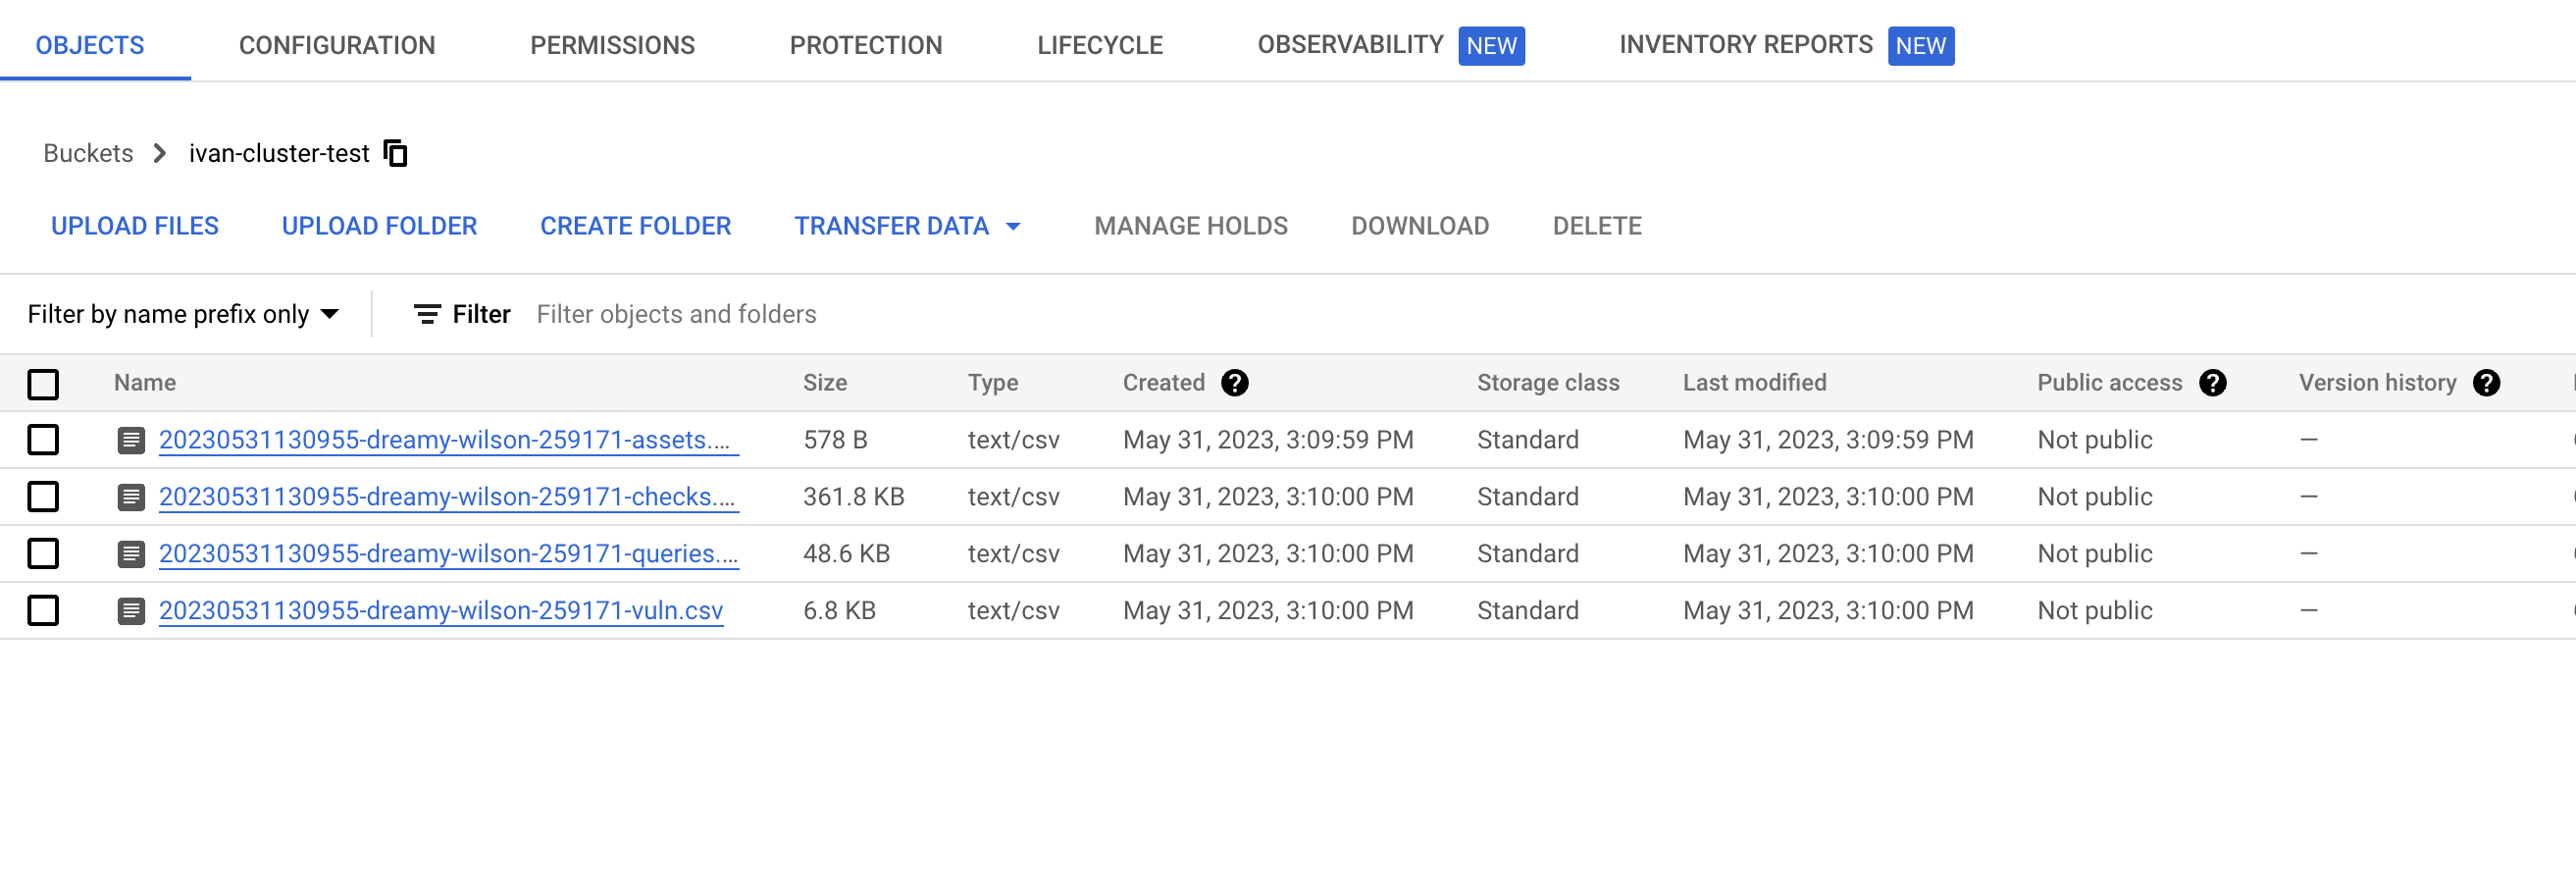 OBJECTS CONFIGURATION PERMISSIONS PROTECTION LIFECYCLE OBSERVABILITY NEW INVENTORY REPORTS NEW
Buckets ivan-cluster-test
UPLOAD FILES UPLOAD FOLDER CREATE FOLDER TRANSFER DATA MANAGE HOLDS DOWNLOAD DELETE
Filter by name prefix only Filter Filter objects and folders
Name Size Type Created Storage class Last modified Public access Version history
20230531130955-dreamy-wilson-259171-assets.... 578 B text/csv May 31, 2023, 3:09:59 PM Standard May 31, 2023, 3:09:59 PM Not public —
20230531130955-dreamy-wilson-259171-checks.... 361.8 KB text/csv May 31, 2023, 3:10:00 PM Standard May 31, 2023, 3:10:00 PM Not public —
20230531130955-dreamy-wilson-259171-queries.... 48.6 KB text/csv May 31, 2023, 3:10:00 PM Standard May 31, 2023, 3:10:00 PM Not public —
20230531130955-dreamy-wilson-259171-vuln.csv 6.8 KB text/csv May 31, 2023, 3:10:00 PM Standard May 31, 2023, 3:10:00 PM Not public —